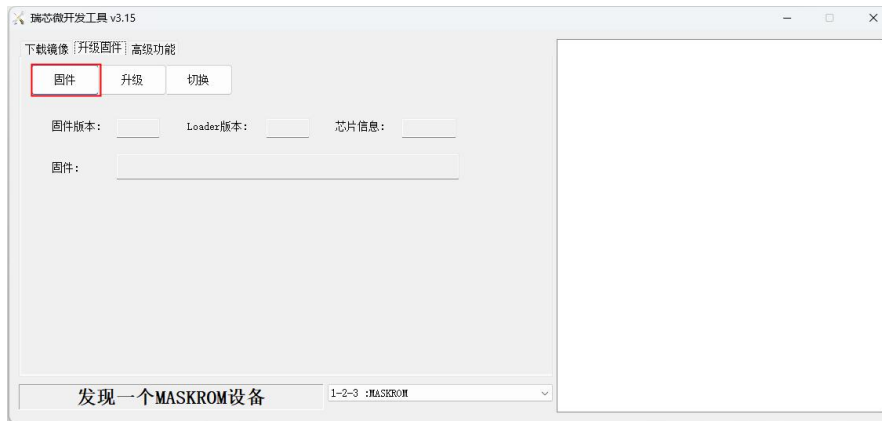 瑞芯微开发工具 v3.15
下载镜像 升级固件 高级功能
固件 升级 切换
固件版本: Loader版本: 芯片信息:
固件:
发现一个MASKROM设备 1-2-3 :MASKROM